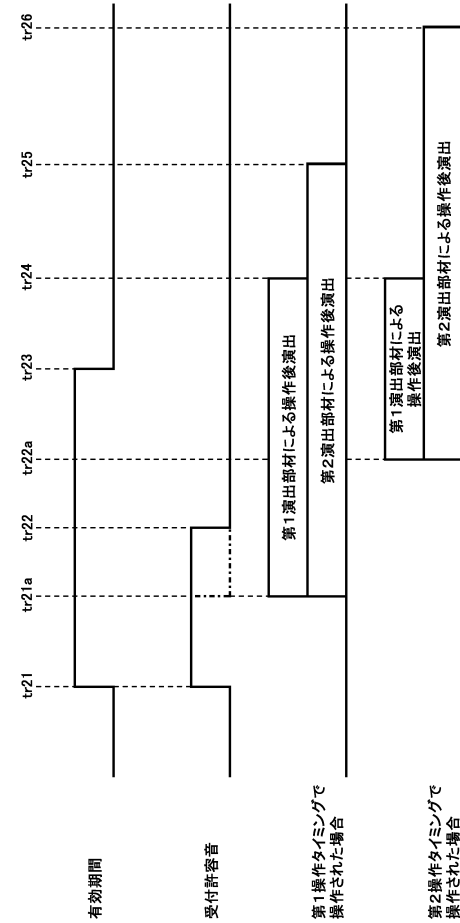 tr21
tr21a
tr22
tr22a
tr23
tr24
tr25
tr26
有効期間
受付許容音
第1操作タイミングで
操作された場合
第1演出部材による操作後演出
第2演出部材による操作後演出
第2操作タイミングで
操作された場合
第1演出部材による
操作後演出
第2演出部材による操作後演出